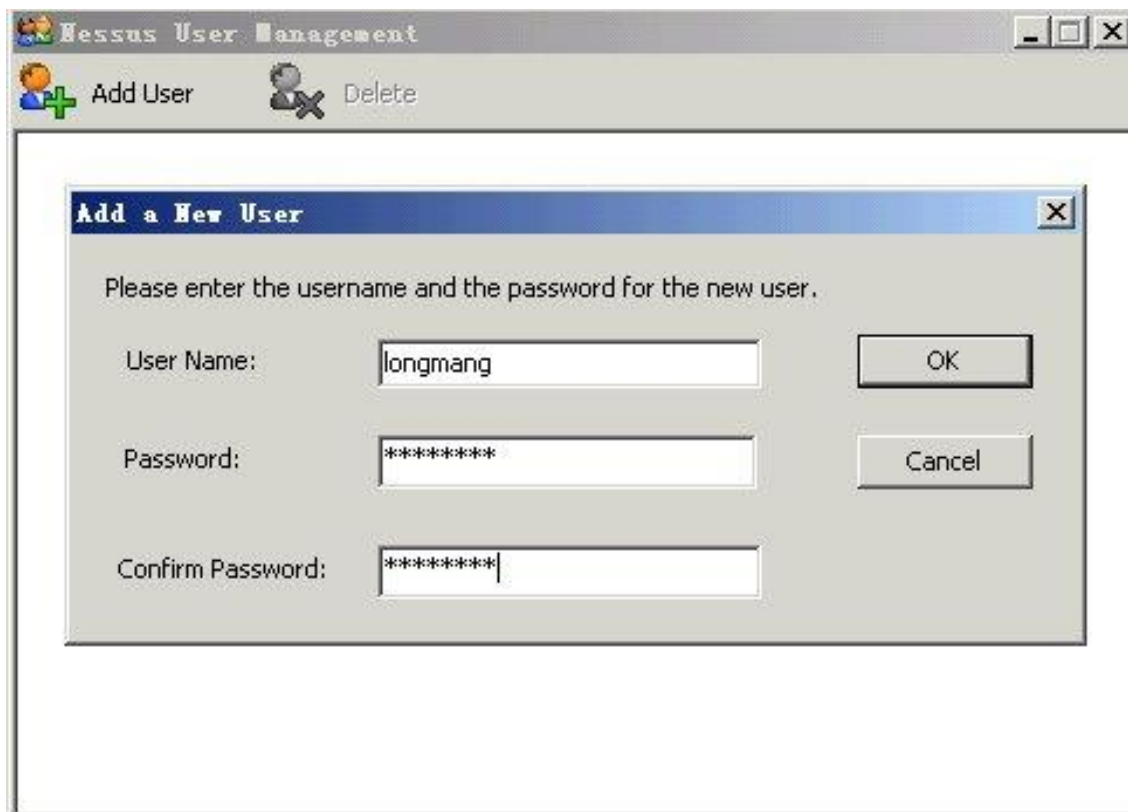 Nessus User Management
Add User Delete
Add a New User
Please enter the username and the password for the new user.
User Name: longmang OK
Password: ******** Cancel
Confirm Password: ********